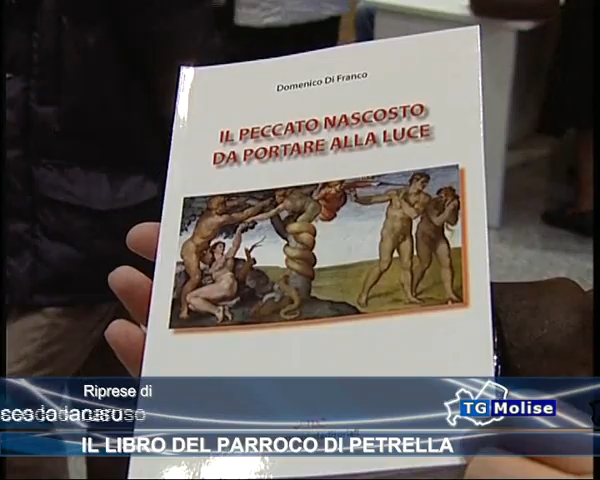 Domenico Di Franco
IL PECCATO NASCOSTO
DA PORTARE ALLA LUCE
Riprese di
TG Molise
IL LIBRO DEL PARROCO DI PETRELLA